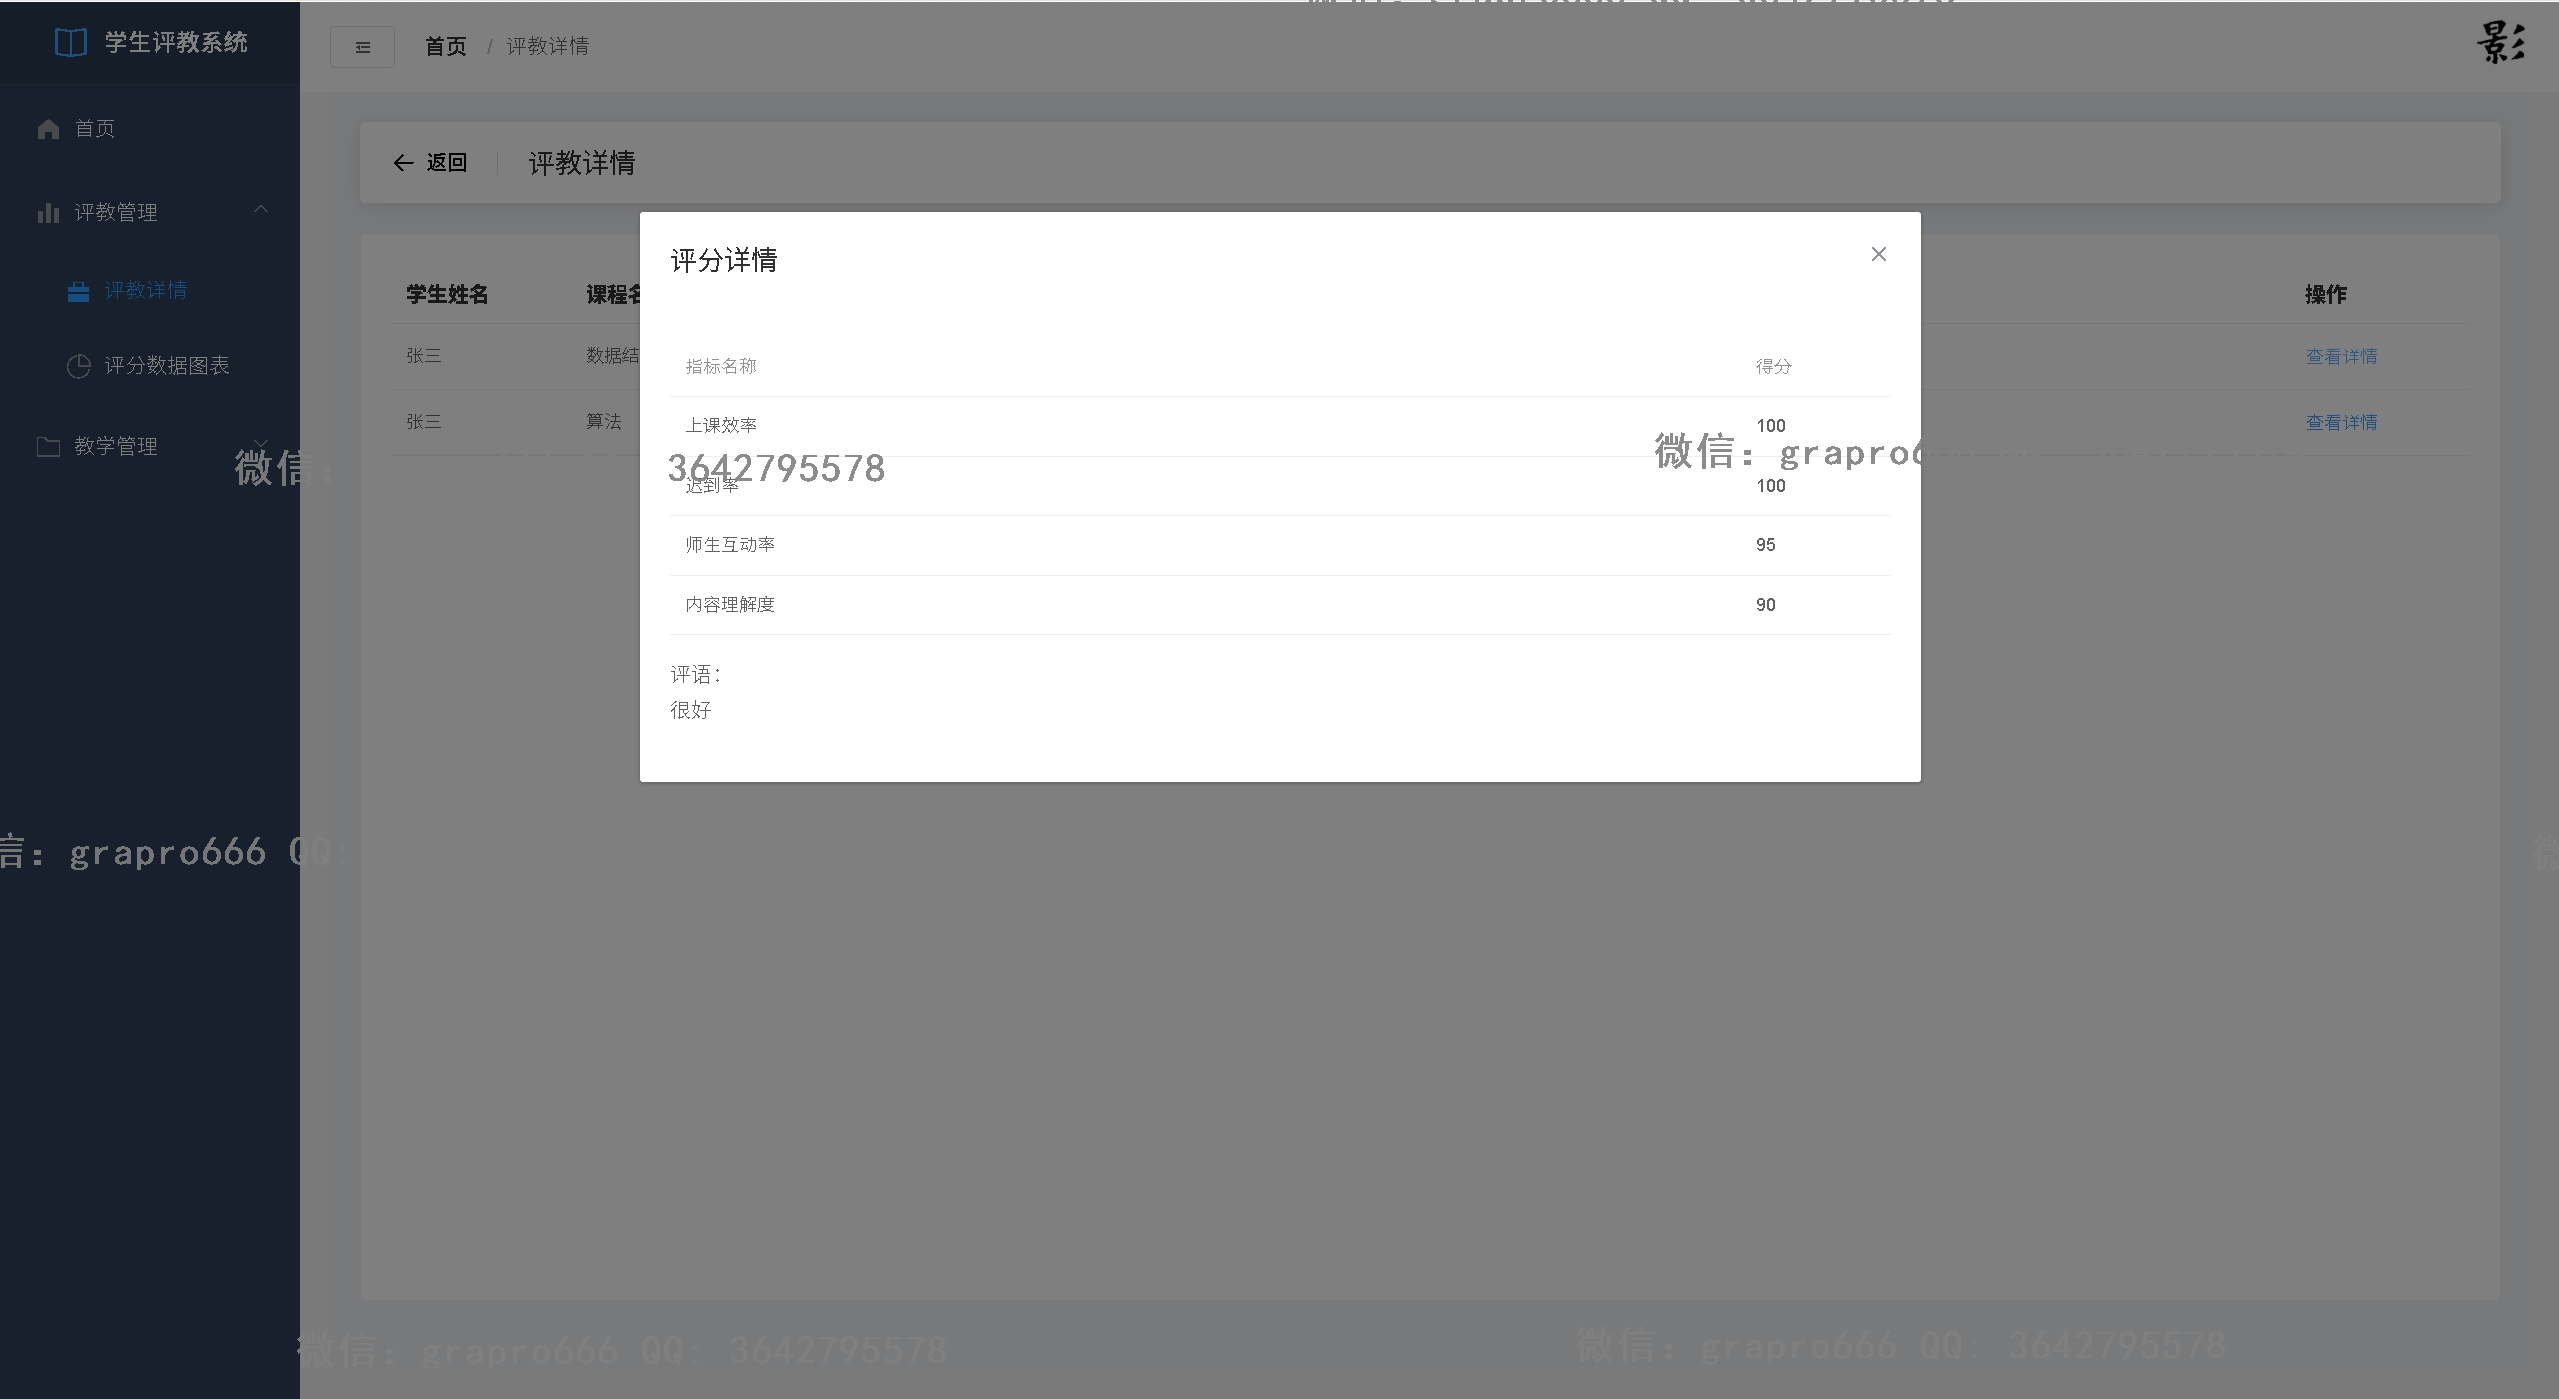 学生评教系统
首页 / 评教详情
影
首页
返回 评教详情
评教管理
评分详情
评教详情
学生姓名 课程名 操作
张三 数据结 查看详情
指标名称 得分
评分数据图表
张三 算法 查看详情
上课效率 100
教学管理
微信: 3642795578 微信: grapro6
迟到率 100
师生互动率 95
内容理解度 90
评语:
很好
信: grapro666 QQ:
微
微信: grapro666 QQ: 3642795578
微信: grapro666 QQ: 3642795578